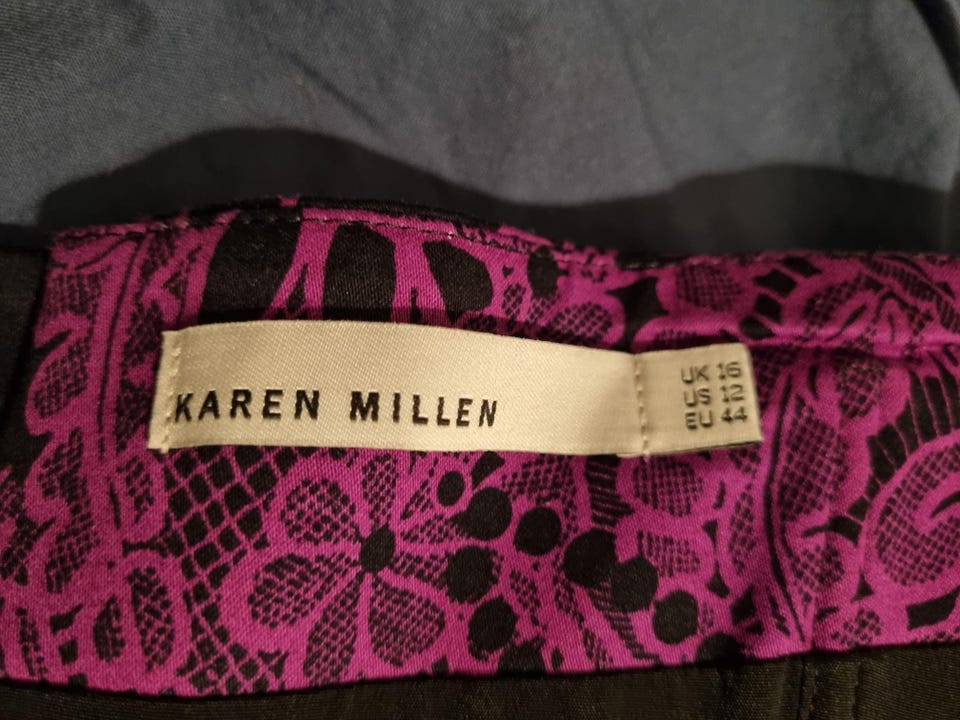 KAREN MILLEN
UK 16
US 12
EU 44